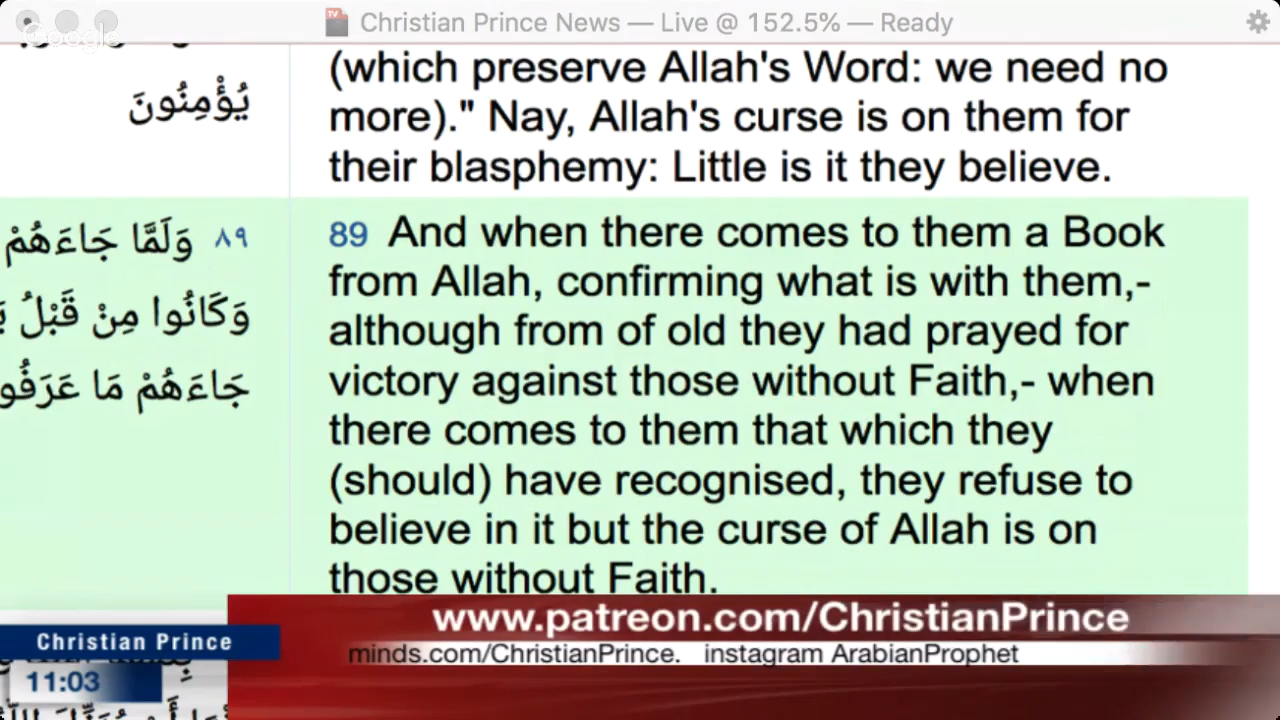 Christian Prince News — Live @ 152.5% — Ready
Google
TV
يُؤْمِنُونَ
(which preserve Allah's Word: we need no
more)." Nay, Allah's curse is on them for
their blasphemy: Little is it they believe.
٨٩ وَلَمَّا جَاءَهُمْ
وَكَانُوا مِنْ قَبْلُ
جَاءَهُمْ مَا
89 And when there comes to them a Book
from Allah, confirming what is with them,-
although from of old they had prayed for
victory against those without Faith,- when
there comes to them that which they
(should) have recognised, they refuse to
believe in it but the curse of Allah is on
those without Faith.
www.patreon.com/ChristianPrince
Christian Prince
minds.com/ChristianPrince. instagram ArabianProphet
11:03